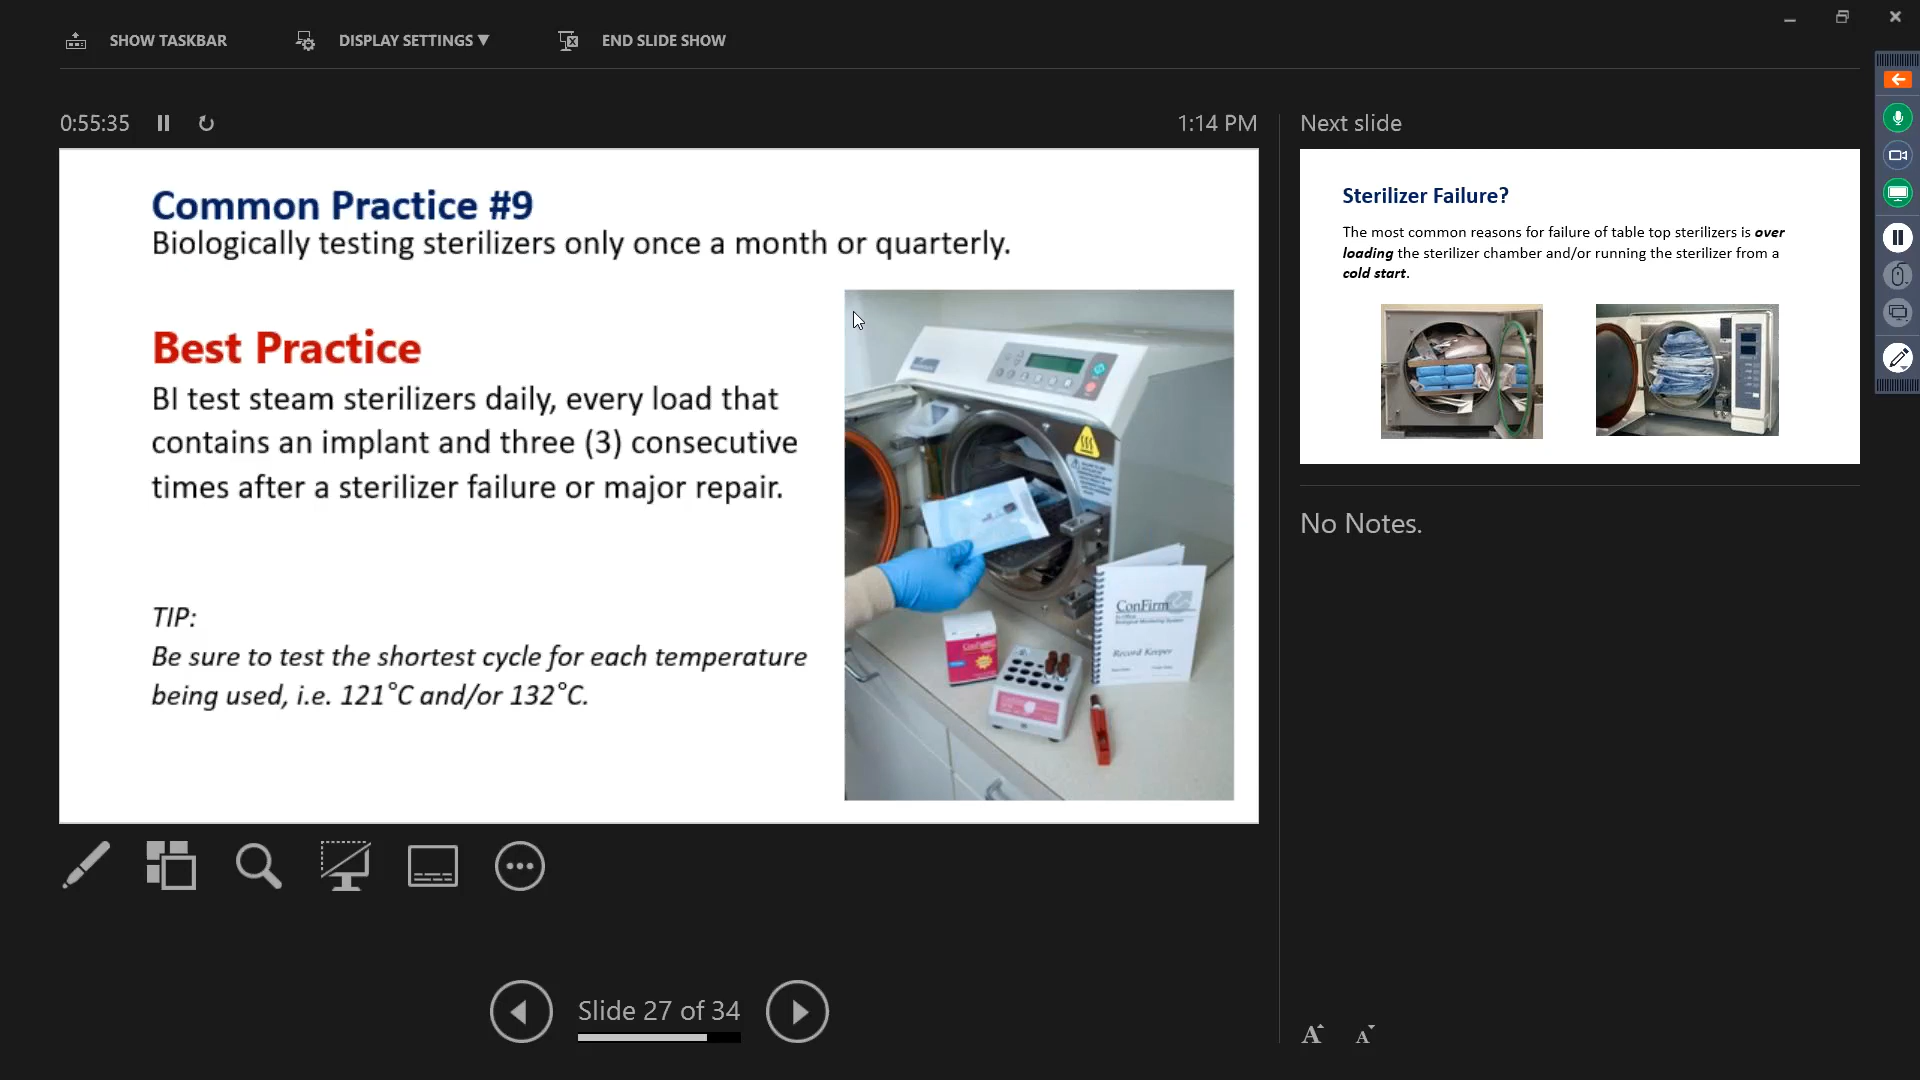 SHOW TASKBAR
DISPLAY SETTINGS ▼
END SLIDE SHOW
0:55:35
1:14 PM
Common Practice #9
Biologically testing sterilizers only once a month or quarterly.
Best Practice
BI test steam sterilizers daily, every load that
contains an implant and three (3) consecutive
times after a sterilizer failure or major repair.
TIP:
Be sure to test the shortest cycle for each temperature
being used, i.e. 121°C and/or 132°C.
ConFirm
In-Office
Biological Monitoring System
Record Keeper
Slide 27 of 34
Next slide
Sterilizer Failure?
The most common reasons for failure of table top sterilizers is over
loading the sterilizer chamber and/or running the sterilizer from a
cold start.
No Notes.
A
A